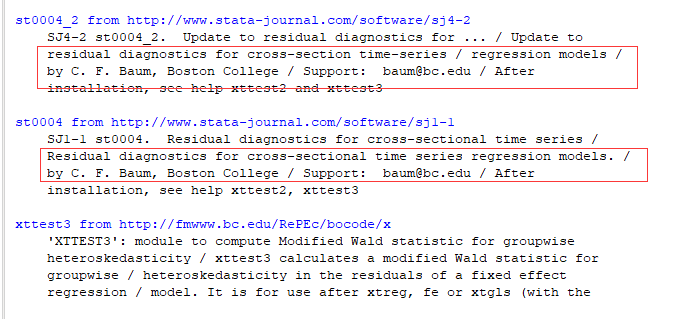 st0004_2 from http://www.stata-journal.com/software/sj4-2
SJ4-2 st0004_2. Update to residual diagnostics for ... / Update to
residual diagnostics for cross-section time-series / regression models /
by C. F. Baum, Boston College / Support: baum@bc.edu / After
installation, see help xttest2 and xttest3
st0004 from http://www.stata-journal.com/software/sj1-1
SJ1-1 st0004. Residual diagnostics for cross-sectional time series /
Residual diagnostics for cross-sectional time series regression models. /
by C. F. Baum, Boston College / Support: baum@bc.edu / After
installation, see help xttest2, xttest3
xttest3 from http://fmwww.bc.edu/RePEc/bocode/x
'XTTEST3': module to compute Modified Wald statistic for groupwise
heteroskedasticity / xttest3 calculates a modified Wald statistic for
groupwise / heteroskedasticity in the residuals of a fixed effect
regression / model. It is for use after xtreg, fe or xtgls (with the